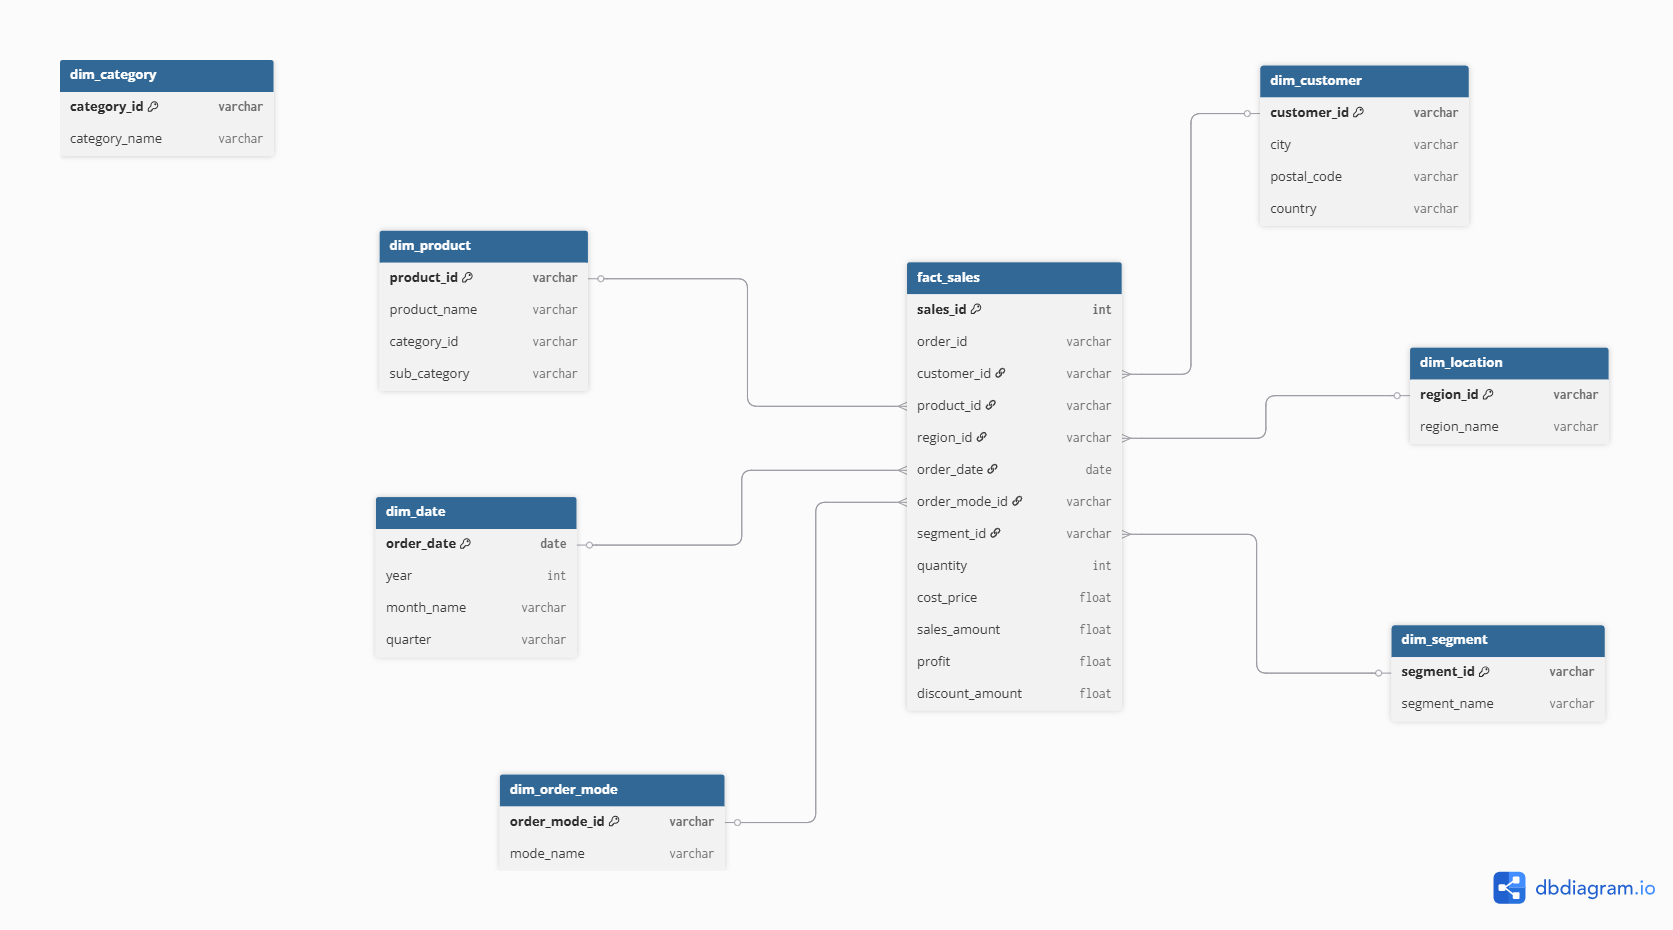 dim_category
category_id varchar
category_name varchar
dim_customer
customer_id varchar
city varchar
postal_code varchar
country varchar
dim_product
product_id varchar
product_name varchar
category_id varchar
sub_category varchar
fact_sales
sales_id int
order_id varchar
customer_id varchar
product_id varchar
region_id varchar
order_date date
order_mode_id varchar
segment_id varchar
quantity int
cost_price float
sales_amount float
profit float
discount_amount float
dim_location
region_id varchar
region_name varchar
dim_date
order_date date
year int
month_name varchar
quarter varchar
dim_segment
segment_id varchar
segment_name varchar
dim_order_mode
order_mode_id varchar
mode_name varchar
dbdiagram.io